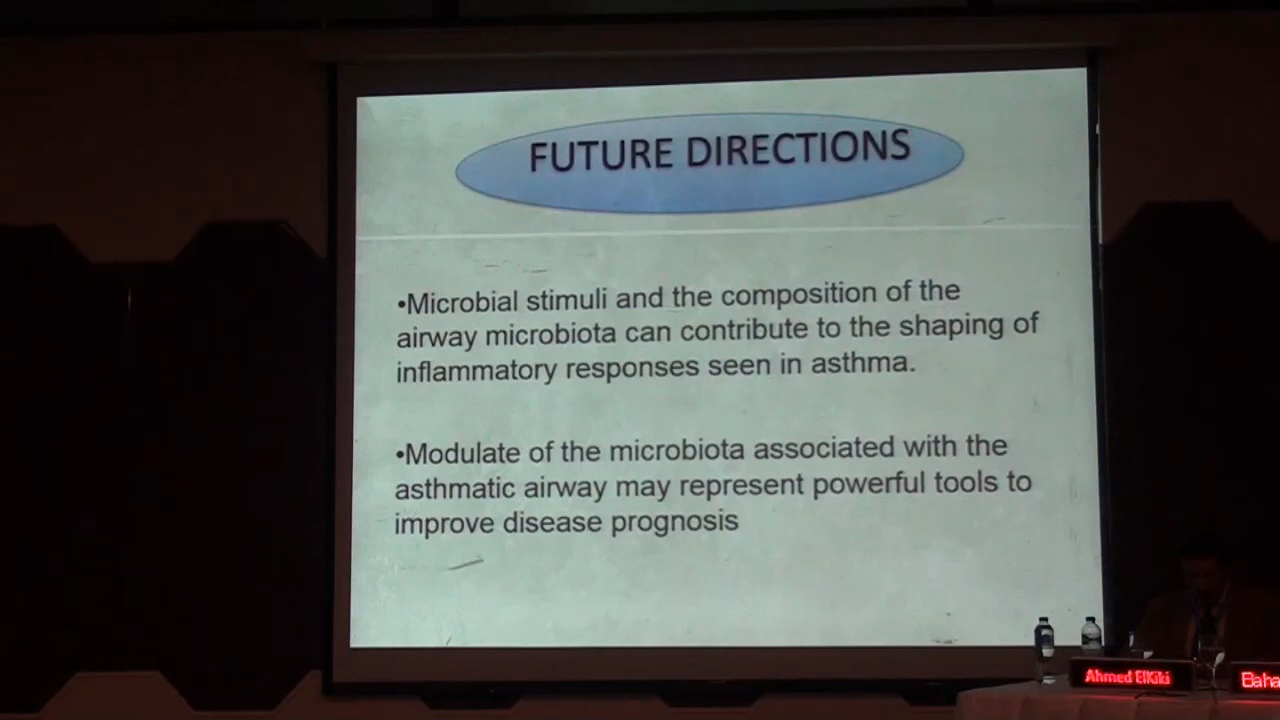 FUTURE DIRECTIONS
•Microbial stimuli and the composition of the
airway microbiota can contribute to the shaping of
inflammatory responses seen in asthma.
•Modulate of the microbiota associated with the
asthmatic airway may represent powerful tools to
improve disease prognosis
Ahmed ElKiki